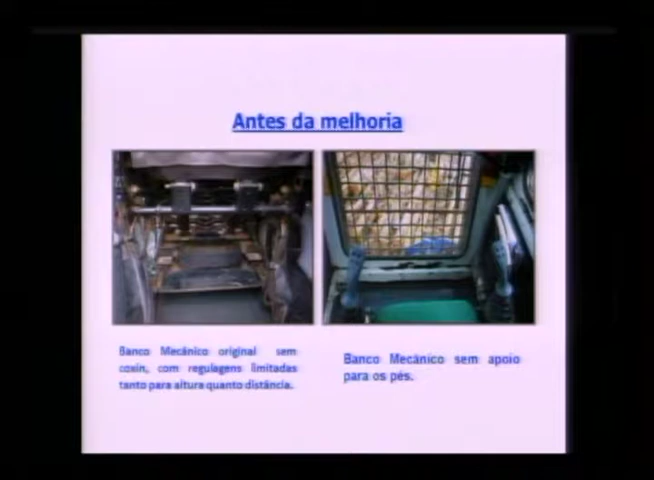 Antes da melhoria
Banco Mecânico original sem
coxin, com regulagens limitadas
tanto para altura quanto distância.
Banco Mecânico sem apoio
para os pés.